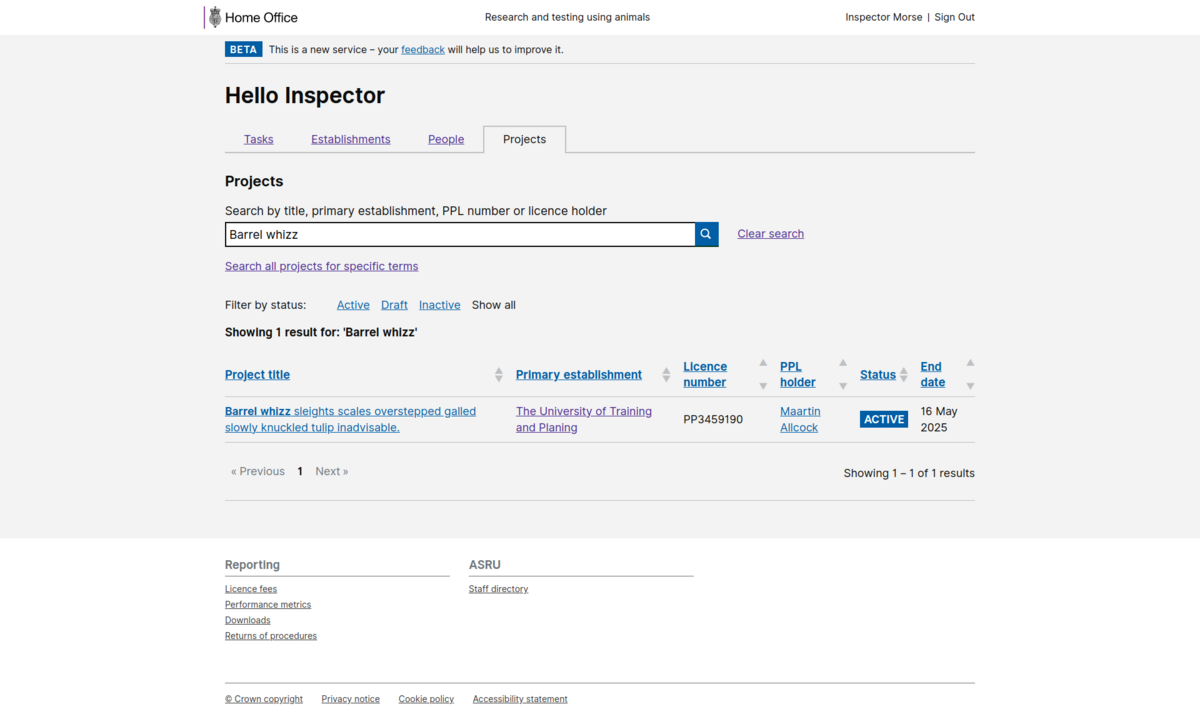 Home Office
Research and testing using animals
Inspector Morse | Sign Out
BETA This is a new service – your feedback will help us to improve it.
Hello Inspector
Tasks Establishments People Projects
Projects
Search by title, primary establishment, PPL number or licence holder
Barrel whizz
Clear search
Search all projects for specific terms
Filter by status: Active Draft Inactive Show all
Showing 1 result for: 'Barrel whizz'
Project title
Primary establishment
Licence
number
PPL
holder
Status
End
date
Barrel whizz sleights scales overstepped galled
slowly knuckled tulip inadvisable.
The University of Training
and Planing
PP3459190
Maartin
Allcock
ACTIVE
16 May
2025
« Previous 1 Next »
Showing 1 – 1 of 1 results
Reporting
Licence fees
Performance metrics
Downloads
Returns of procedures
ASRU
Staff directory
© Crown copyright Privacy notice Cookie policy Accessibility statement